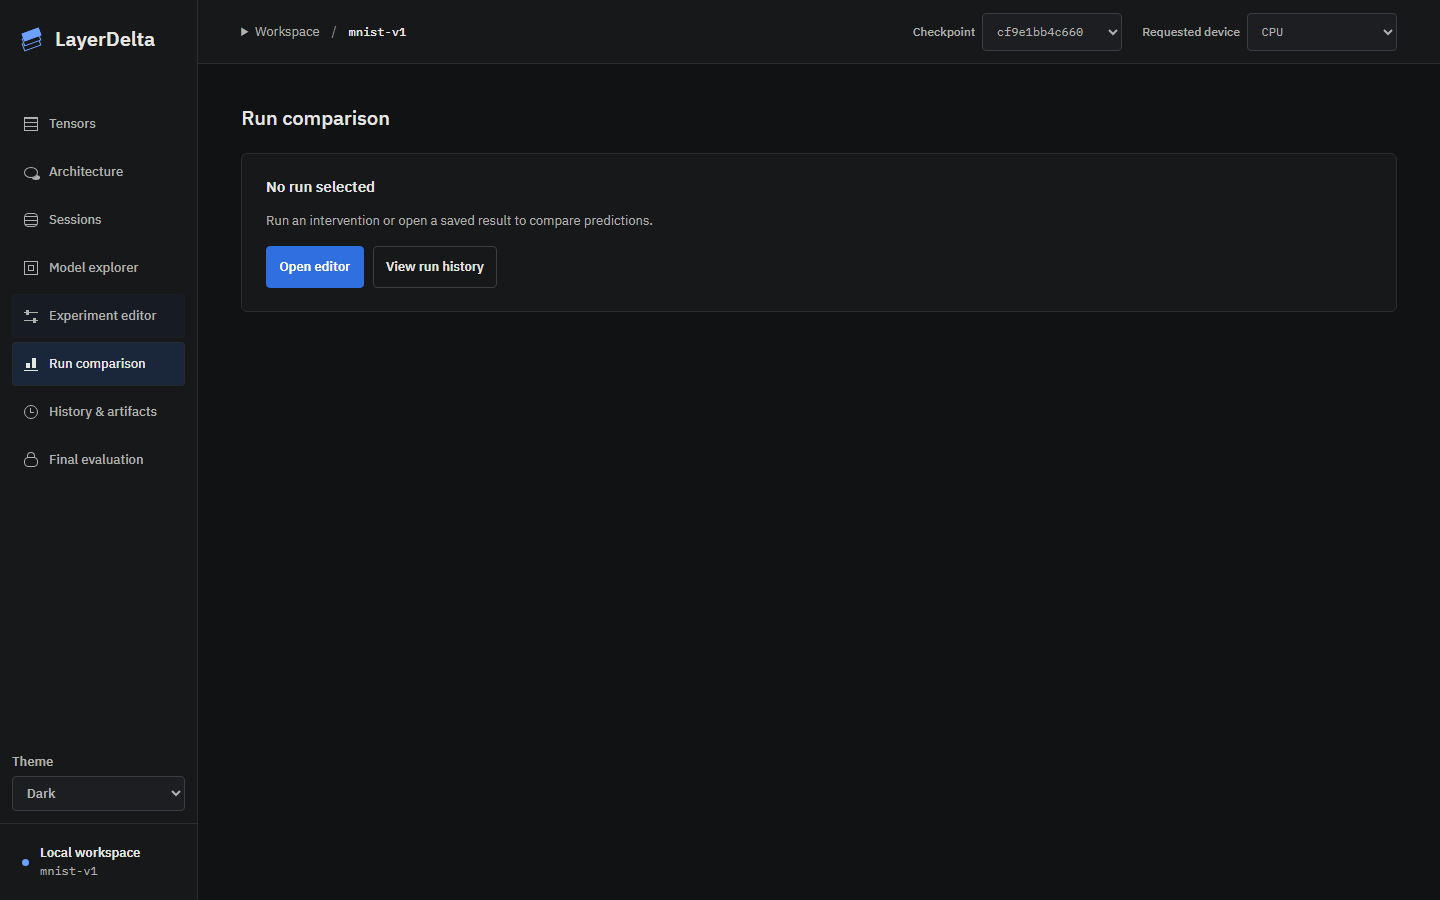 LayerDelta
Workspace / mnist-v1
Checkpoint cf9e1bb4c660 Requested device CPU
Tensors
Architecture
Sessions
Model explorer
Experiment editor
Run comparison
History & artifacts
Final evaluation
Theme
Dark
Local workspace
mnist-v1
Run comparison
No run selected
Run an intervention or open a saved result to compare predictions.
Open editor View run history